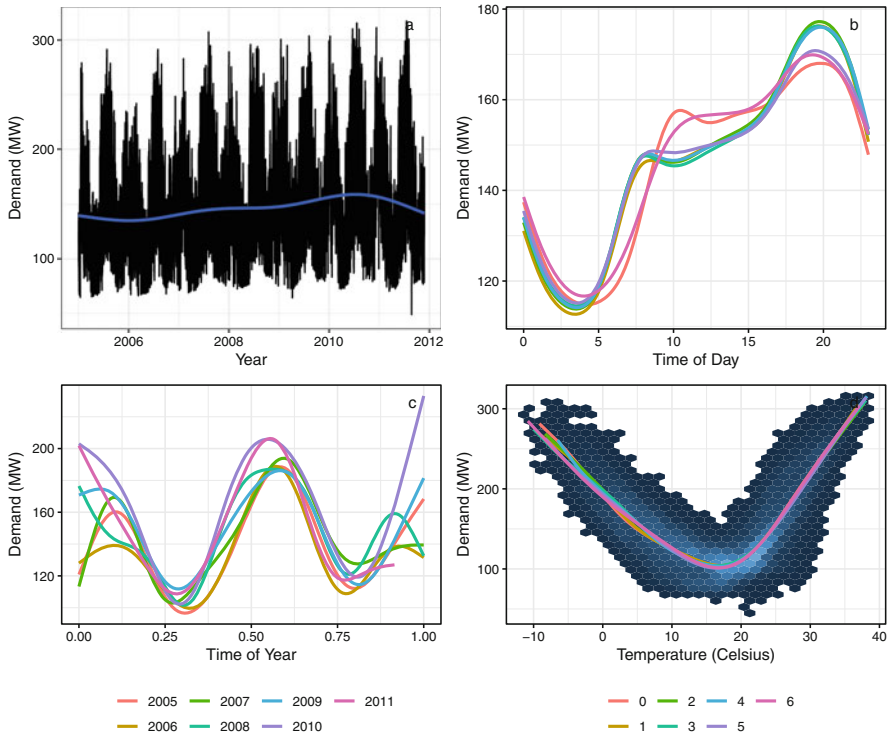 a
300
200
100
Demand (MW)
2006
2008
2010
2012
Year
b
180
160
140
120
Demand (MW)
0
5
10
15
20
Time of Day
c
200
160
120
Demand (MW)
0.00
0.25
0.50
0.75
1.00
Time of Year
d
300
200
100
Demand (MW)
−10
0
10
20
30
40
Temperature (Celsius)
2005 2007 2009 2011
2006 2008 2010
0 2 4 6
1 3 5